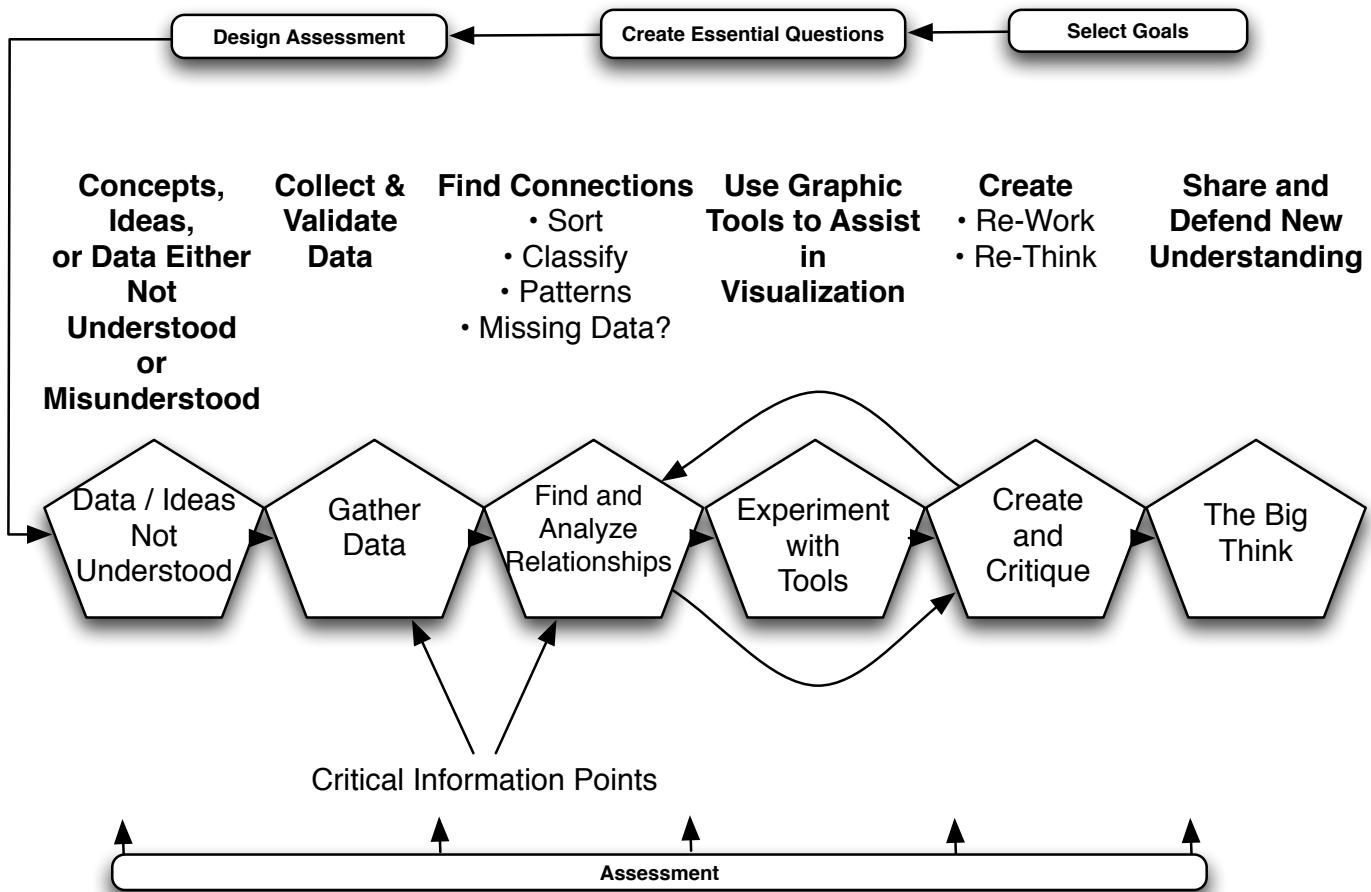 Design Assessment
Create Essential Questions
Select Goals
Concepts,
Ideas,
or Data Either
Not
Understood
or
Misunderstood
Collect &
Validate
Data
Find Connections
• Sort
• Classify
• Patterns
• Missing Data?
Use Graphic
Tools to Assist
in
Visualization
Create
• Re-Work
• Re-Think
Share and
Defend New
Understanding
Data / Ideas
Not
Understood
Gather
Data
Find and
Analyze
Relationships
Experiment
with
Tools
Create
and
Critique
The Big
Think
Critical Information Points
Assessment